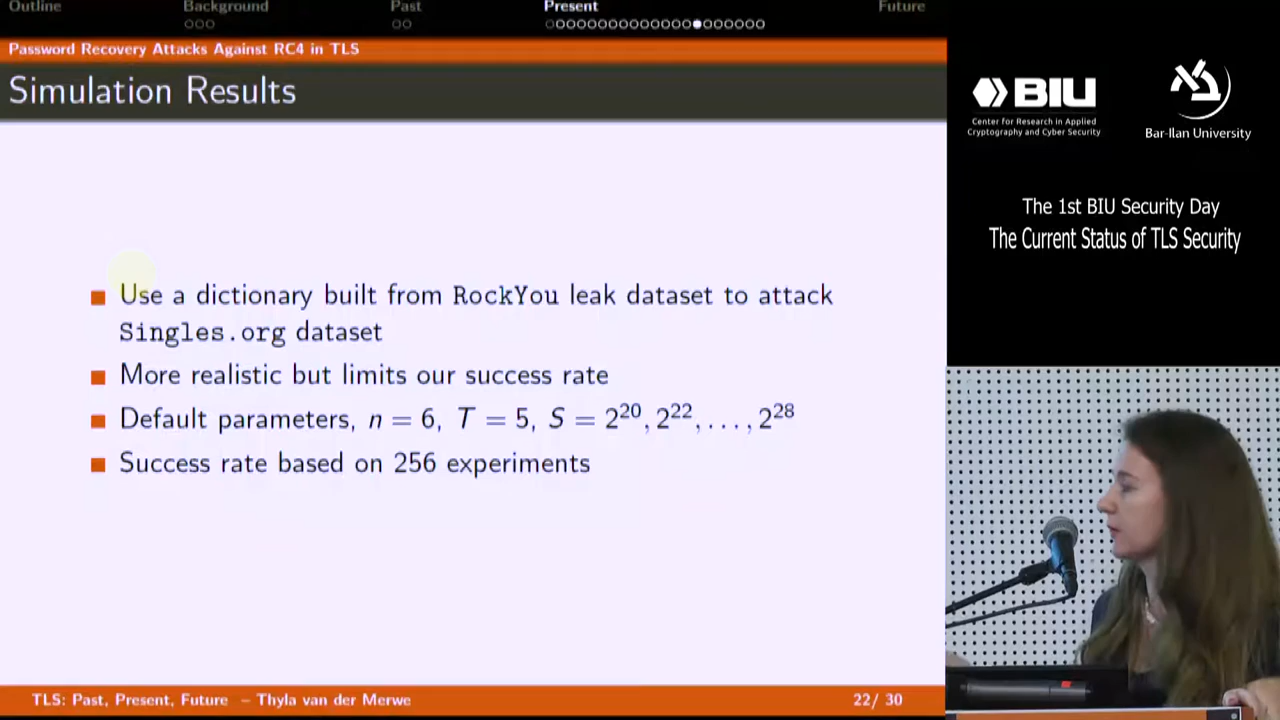 Outline Background Past Present Future
Password Recovery Attacks Against RC4 in TLS
Simulation Results
Use a dictionary built from RockYou leak dataset to attack
Singles.org dataset
More realistic but limits our success rate
Default parameters, n = 6, T = 5, S = 2^20, 2^22, . . . , 2^28
Success rate based on 256 experiments
TLS: Past, Present, Future – Thyla van der Merwe 22/ 30
BIU
Center for Research in Applied
Cryptography and Cyber Security
Bar-Ilan University
The 1st BIU Security Day
The Current Status of TLS Security